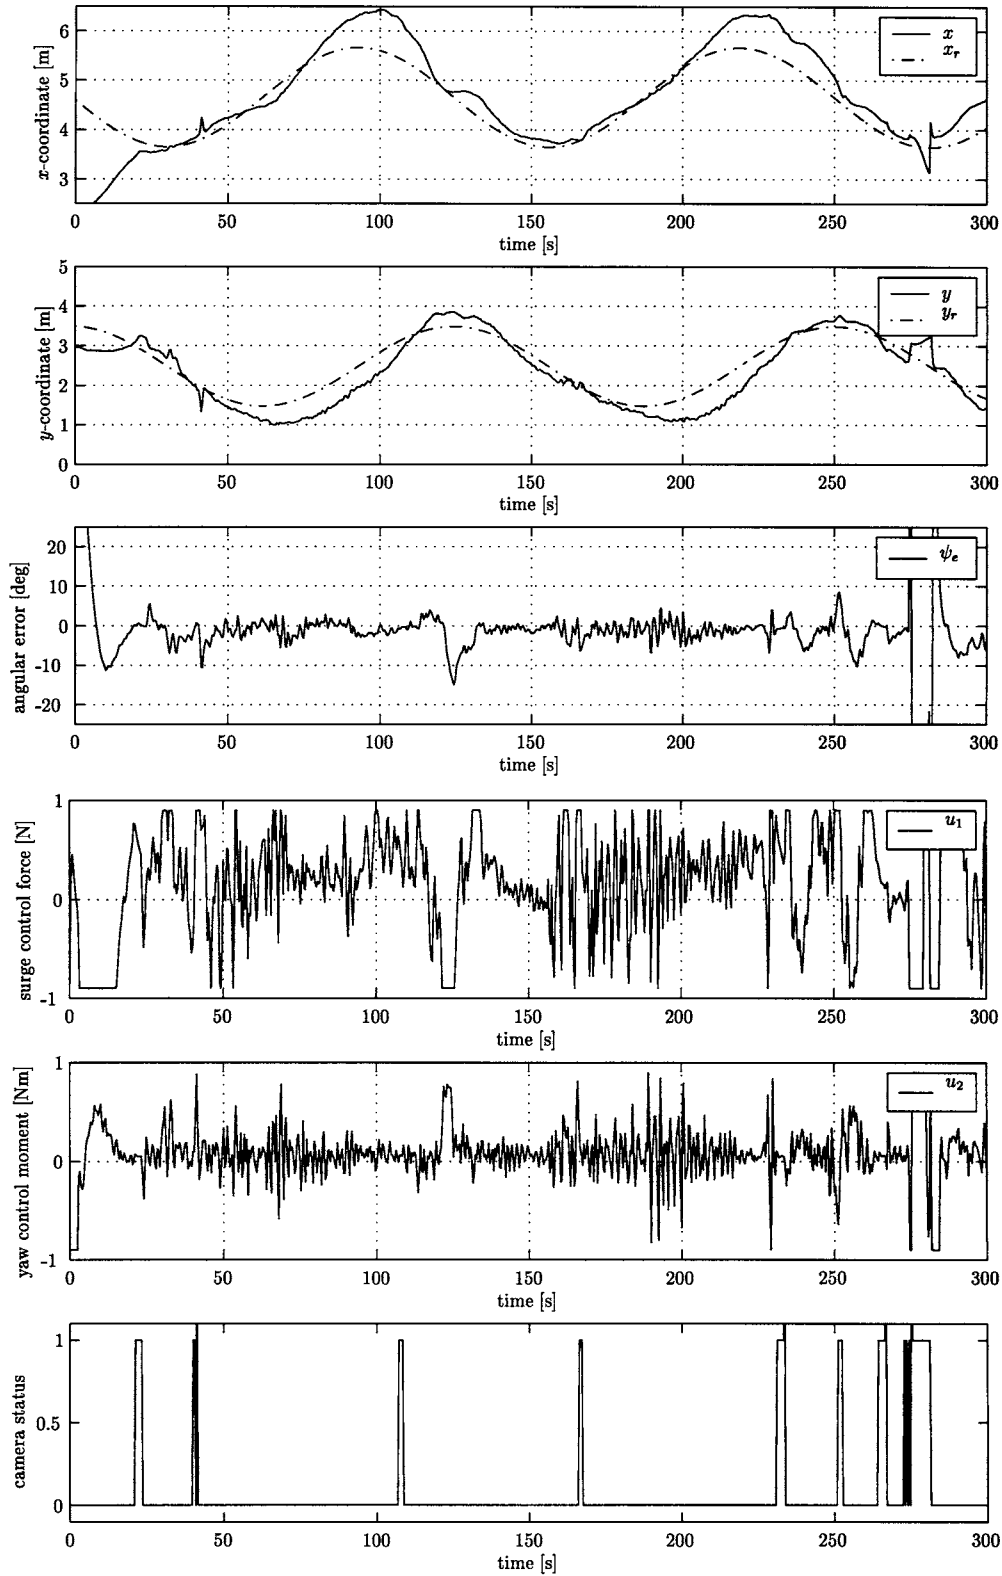 6
5
4
3
x-coordinate [m]
x
x_r
0 50 100 150 200 250 300
time [s]
5
4
3
2
1
0
y-coordinate [m]
y
y_r
0 50 100 150 200 250 300
time [s]
20
10
0
-10
-20
angular error [deg]
ψ_e
0 50 100 150 200 250 300
time [s]
1
0
-1
surge control force [N]
u_1
0 50 100 150 200 250 300
time [s]
1
0
-1
yaw control moment [Nm]
u_2
0 50 100 150 200 250 300
time [s]
1
0.5
0
camera status
0 50 100 150 200 250 300
time [s]